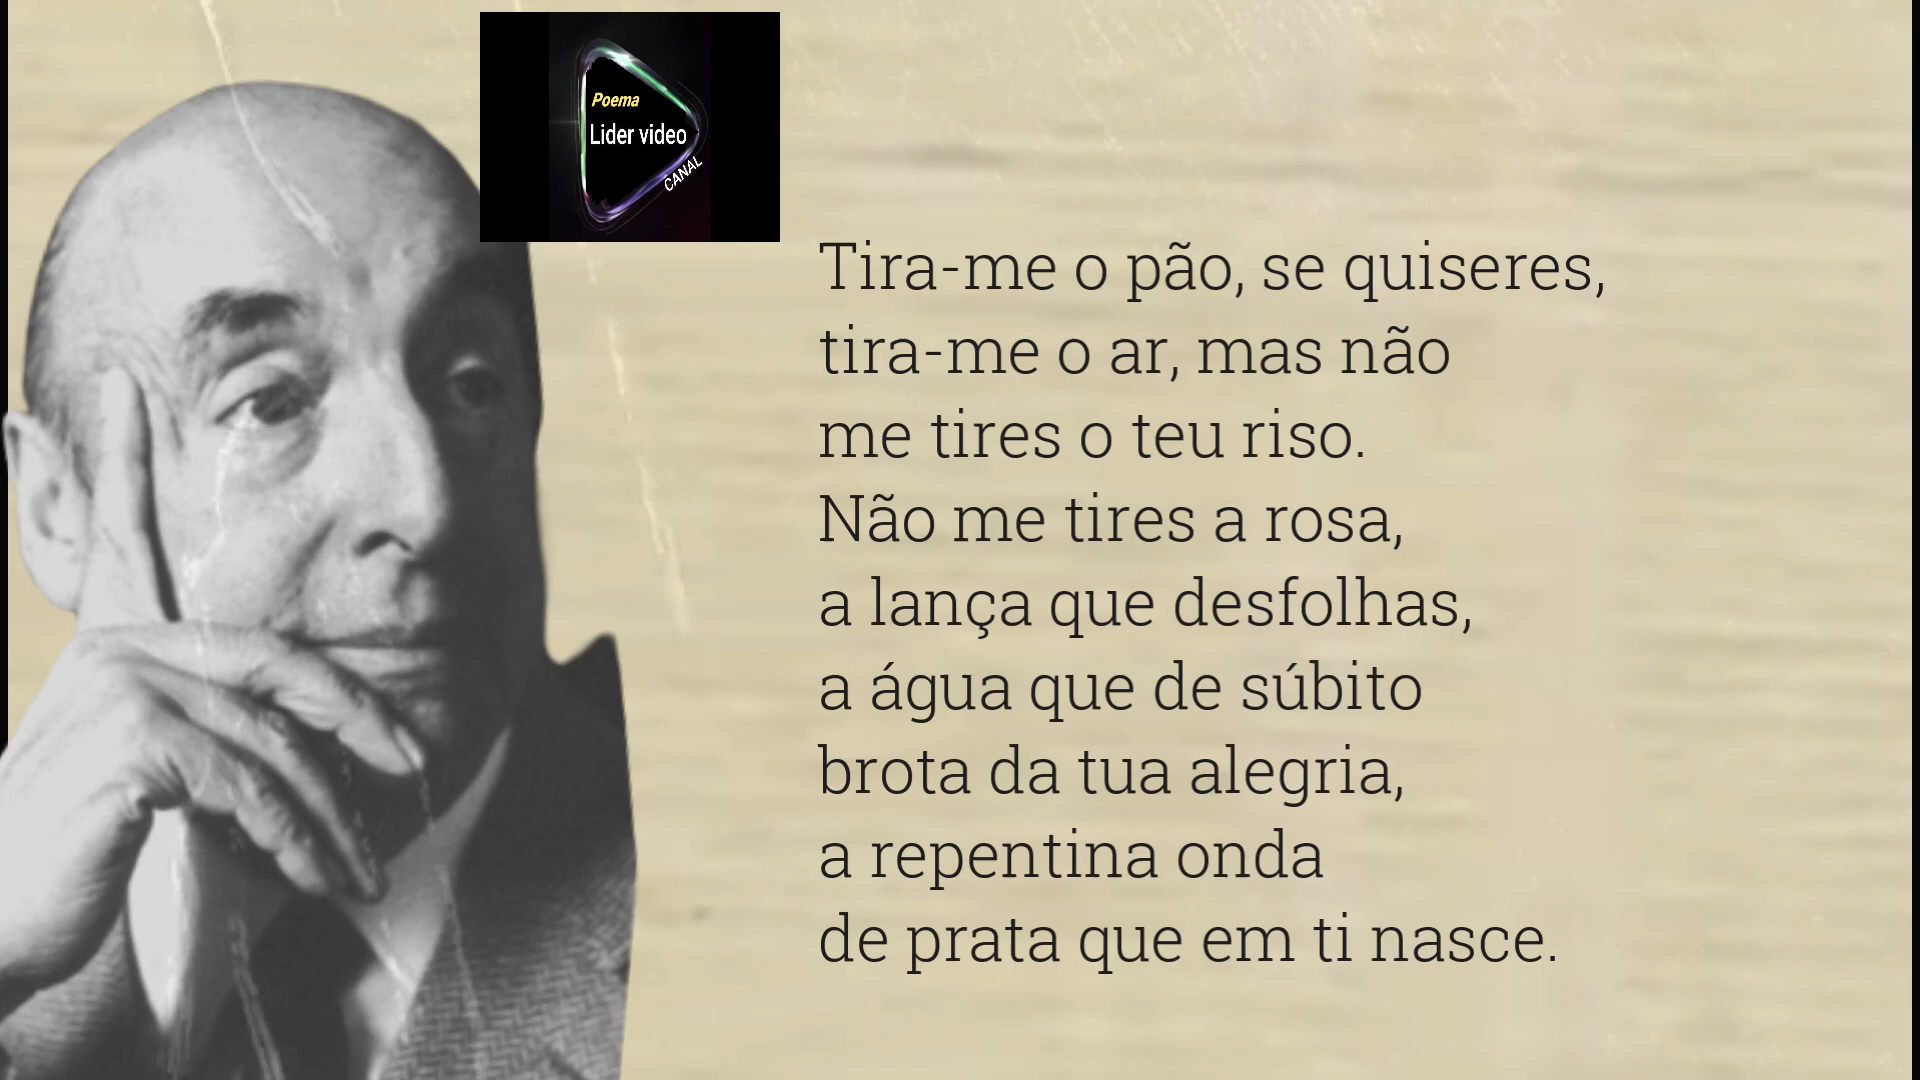 Poema
Lider video
CANAL
Tira-me o pão, se quiseres,
tira-me o ar, mas não
me tires o teu riso.
Não me tires a rosa,
a lança que desfolhas,
a água que de súbito
brota da tua alegria,
a repentina onda
de prata que em ti nasce.